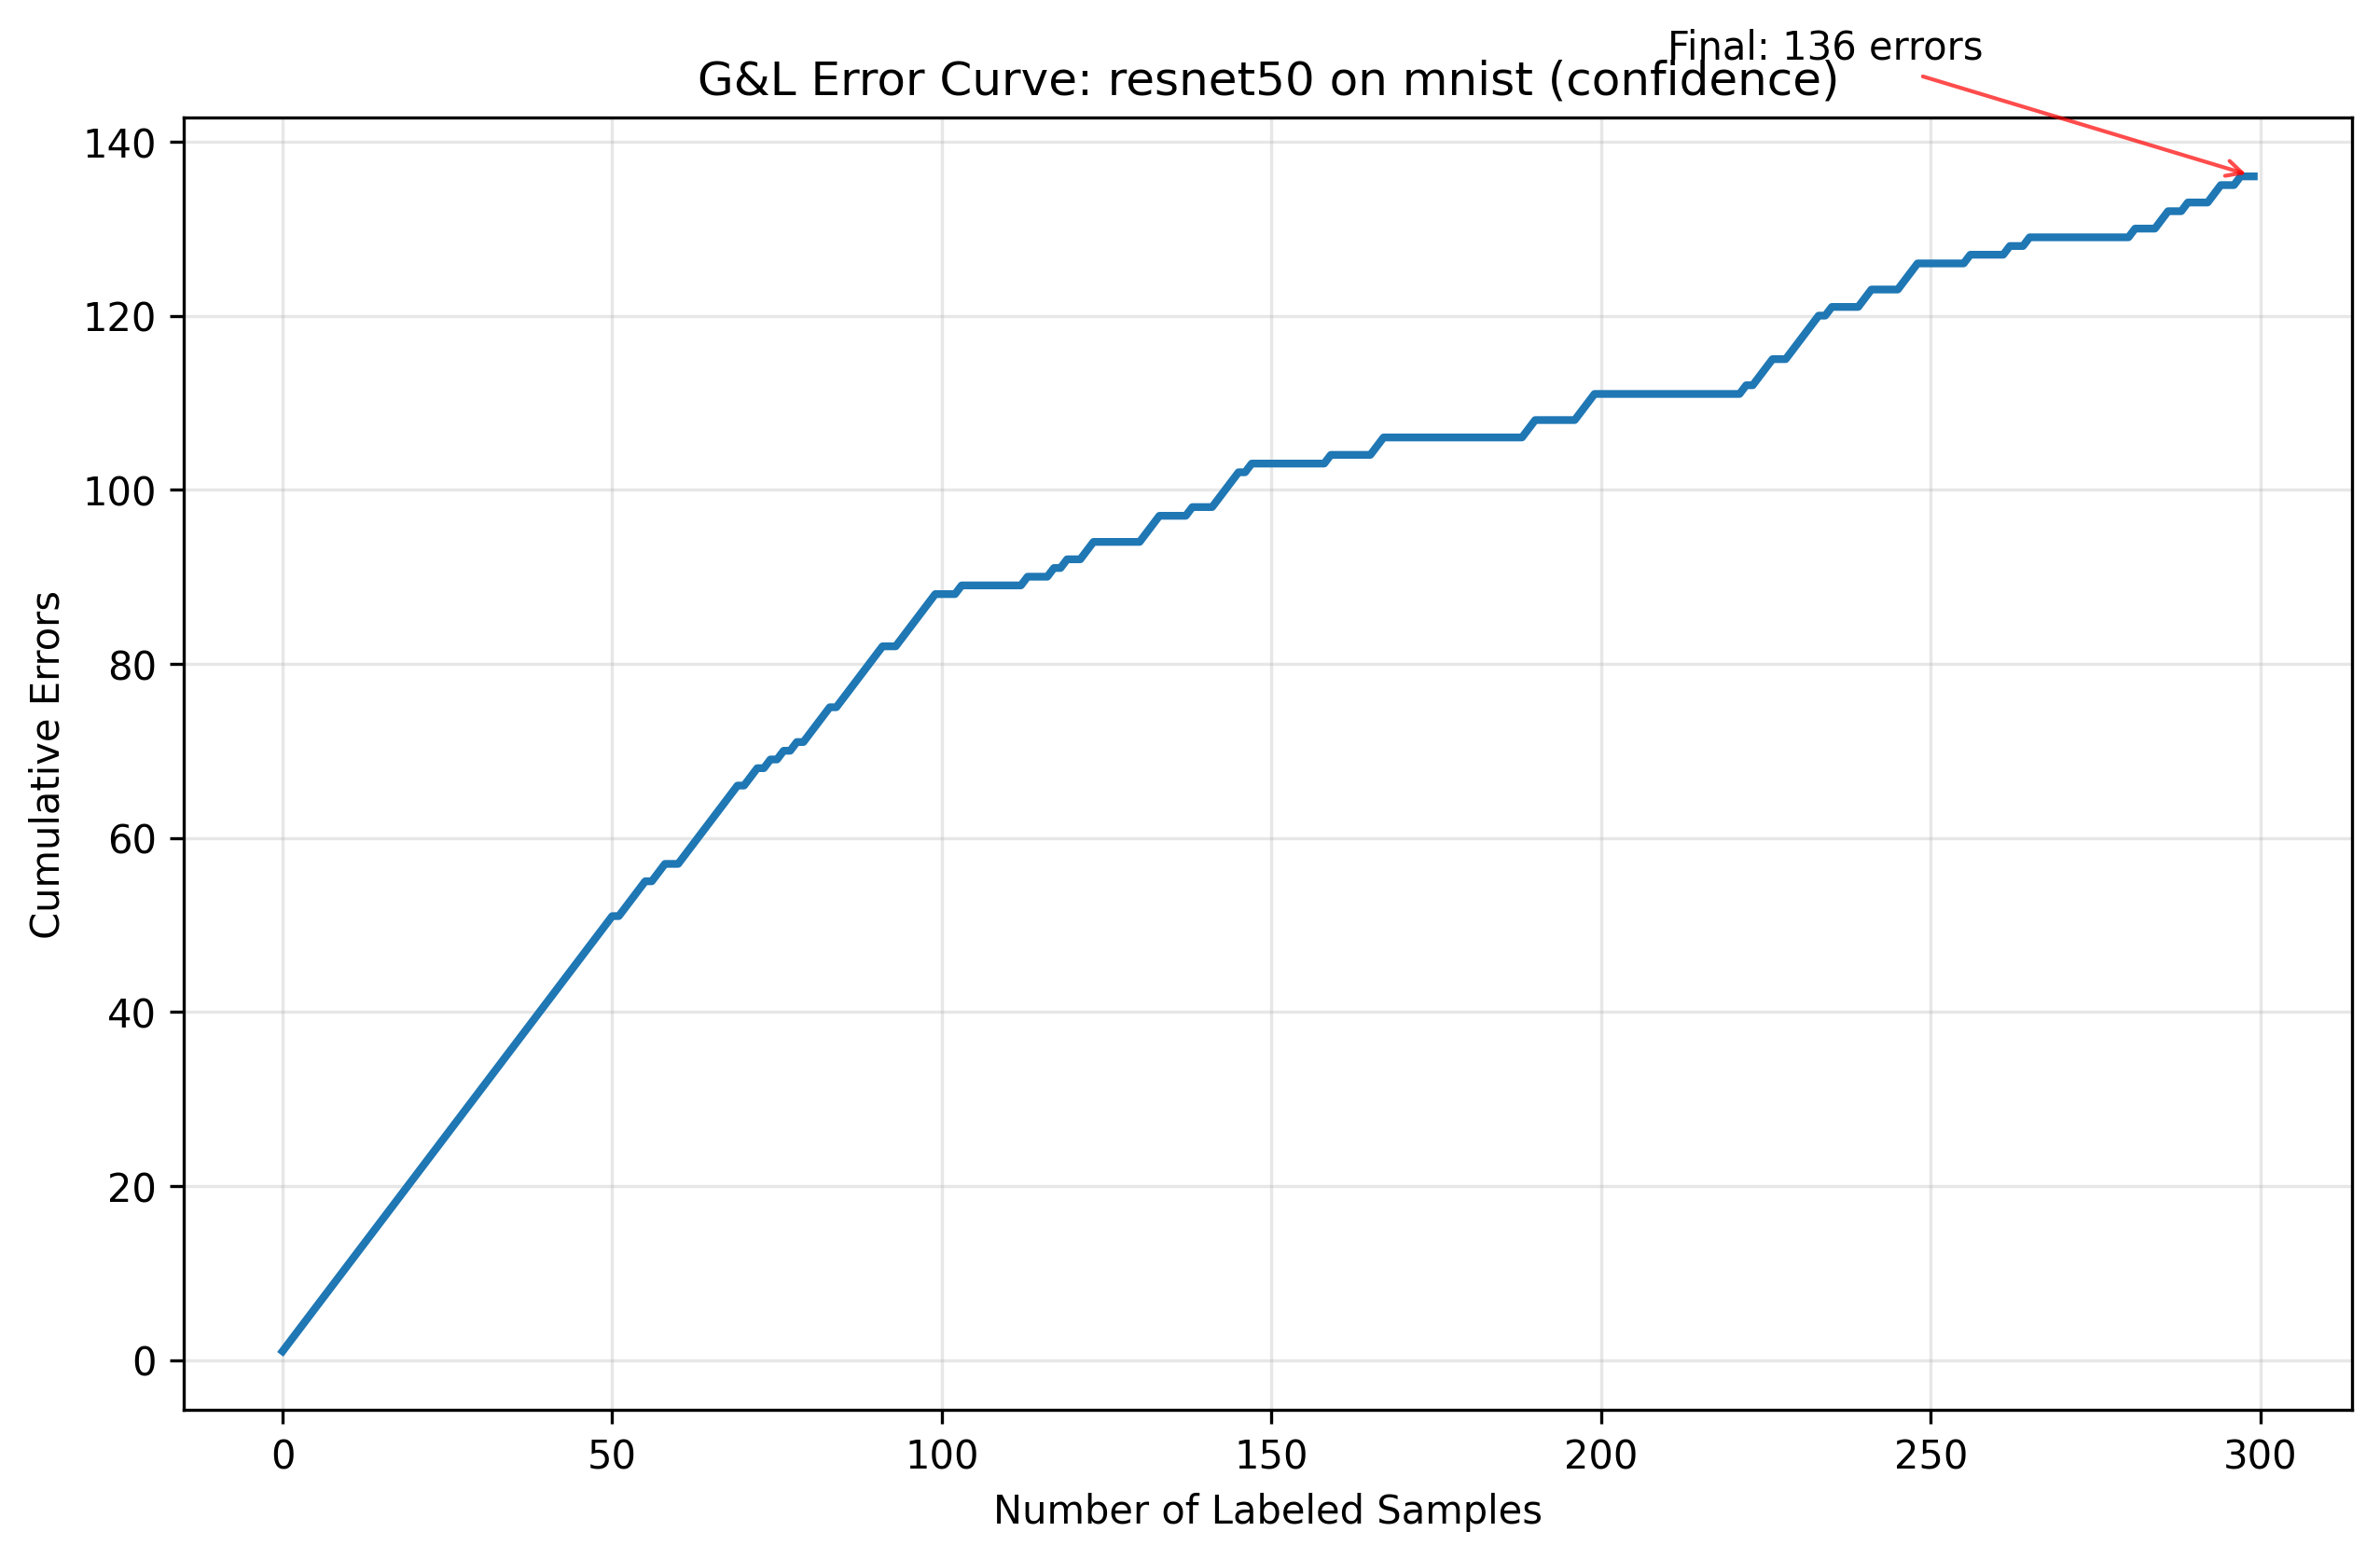 Final: 136 errors
G&L Error Curve: resnet50 on mnist (confidence)
140
120
100
80
60
40
20
0
Cumulative Errors
0 50 100 150 200 250 300
Number of Labeled Samples